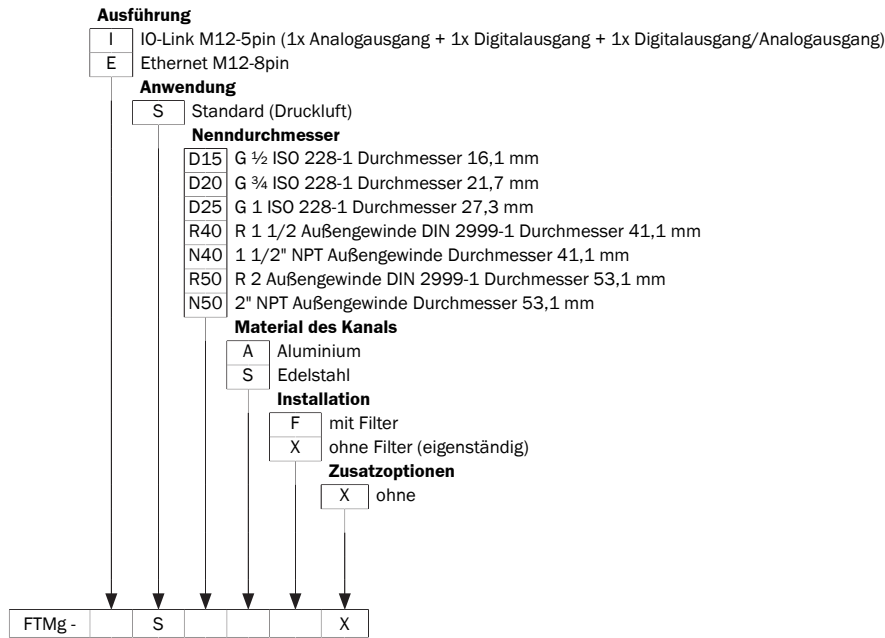 Ausführung
I IO-Link M12-5pin (1x Analogausgang + 1x Digitalausgang + 1x Digitalausgang/Analogausgang)
E Ethernet M12-8pin
Anwendung
S Standard (Druckluft)
Nenndurchmesser
D15 G ½ ISO 228-1 Durchmesser 16,1 mm
D20 G ¾ ISO 228-1 Durchmesser 21,7 mm
D25 G 1 ISO 228-1 Durchmesser 27,3 mm
R40 R 1 1/2 Außengewinde DIN 2999-1 Durchmesser 41,1 mm
N40 1 1/2" NPT Außengewinde Durchmesser 41,1 mm
R50 R 2 Außengewinde DIN 2999-1 Durchmesser 53,1 mm
N50 2" NPT Außengewinde Durchmesser 53,1 mm
Material des Kanals
A Aluminium
S Edelstahl
Installation
F mit Filter
X ohne Filter (eigenständig)
Zusatzoptionen
X ohne
FTMg - S X